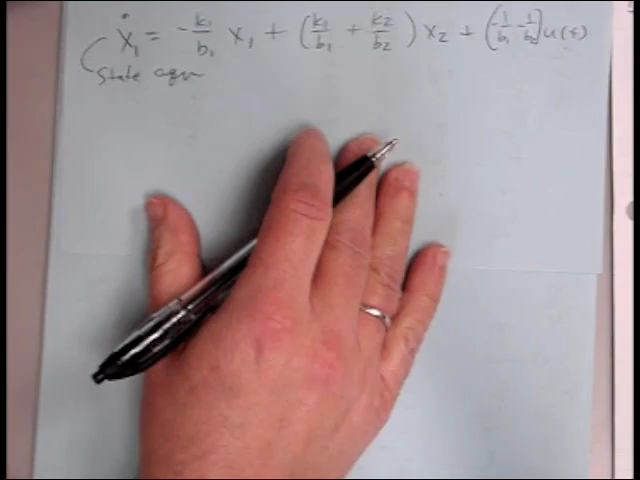 ẋ₁ = -k₁/b₁ x₁ + (k₁/b₁ + k₂/b₂) x₂ + (-1/b₁ - 1/b₂] u(t)
State eqn